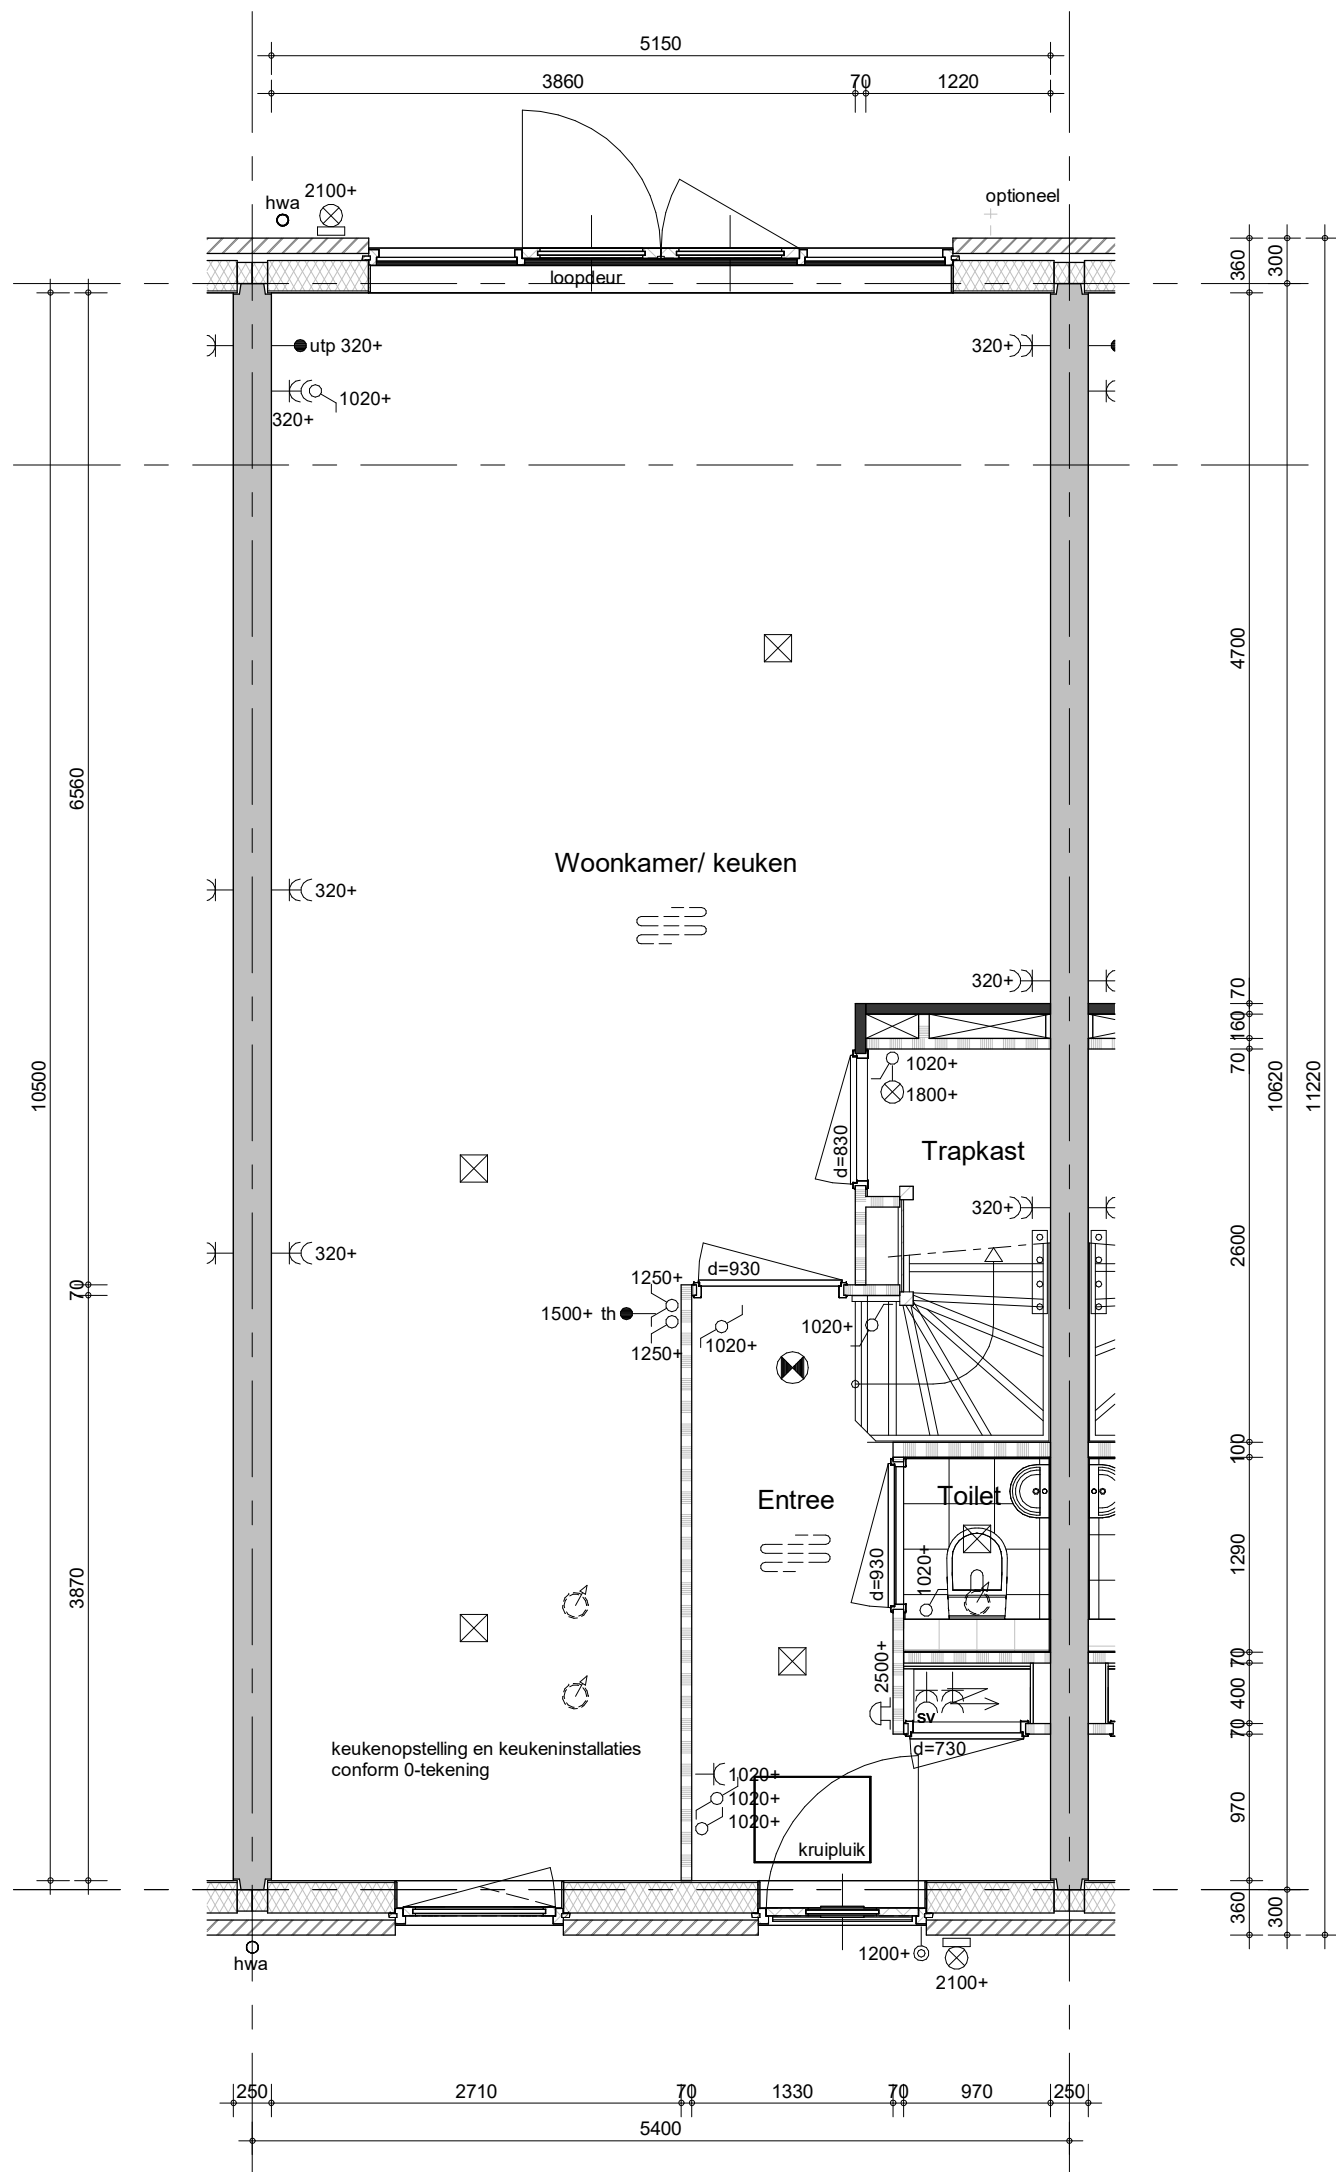 5150
3860 70 1220
hwa 2100+ optioneel
loopdeur
360 300
utp 320+ 320+
1020+
320+
4700
6560
Woonkamer/ keuken
320+
320+
70
160
70
10500 10620 11220
1020+
1800+
d=830
Trapkast
320+
320+
2600
70
d=930
1250+
1500+ th
1250+
1020+
1020+
100
Entree
Toilet
1290
3870
d=930
1020+
2500+
70
400
70
sv
d=730
keukenopstelling en keukeninstallaties
conform 0-tekening
1020+
1020+
1020+
970
kruipluik
360 300
hwa
1200+
2100+
250 2710 70 1330 70 970 250
5400